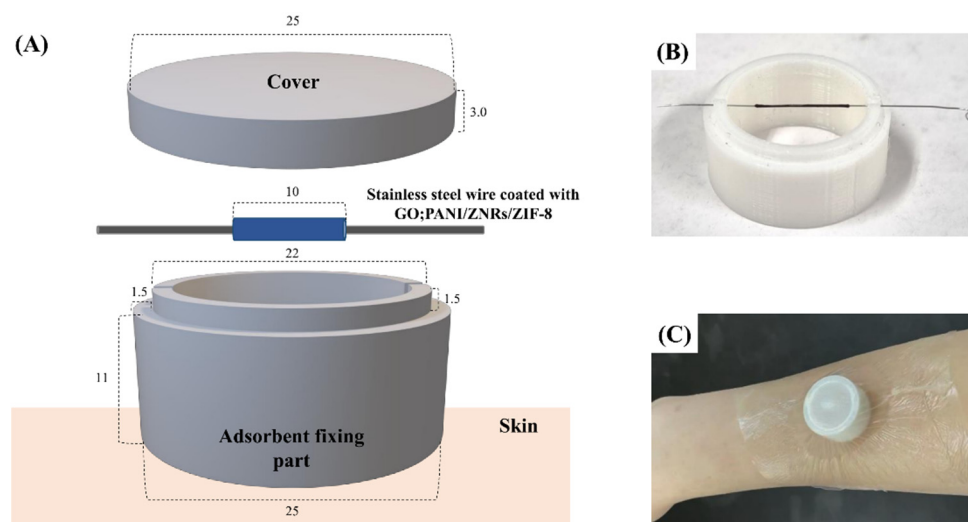 (A)
25
Cover
3.0
10
Stainless steel wire coated with
GO;PANI/ZNRs/ZIF-8
22
1.5
1.5
11
Adsorbent fixing
part
Skin
25
(B)
(C)